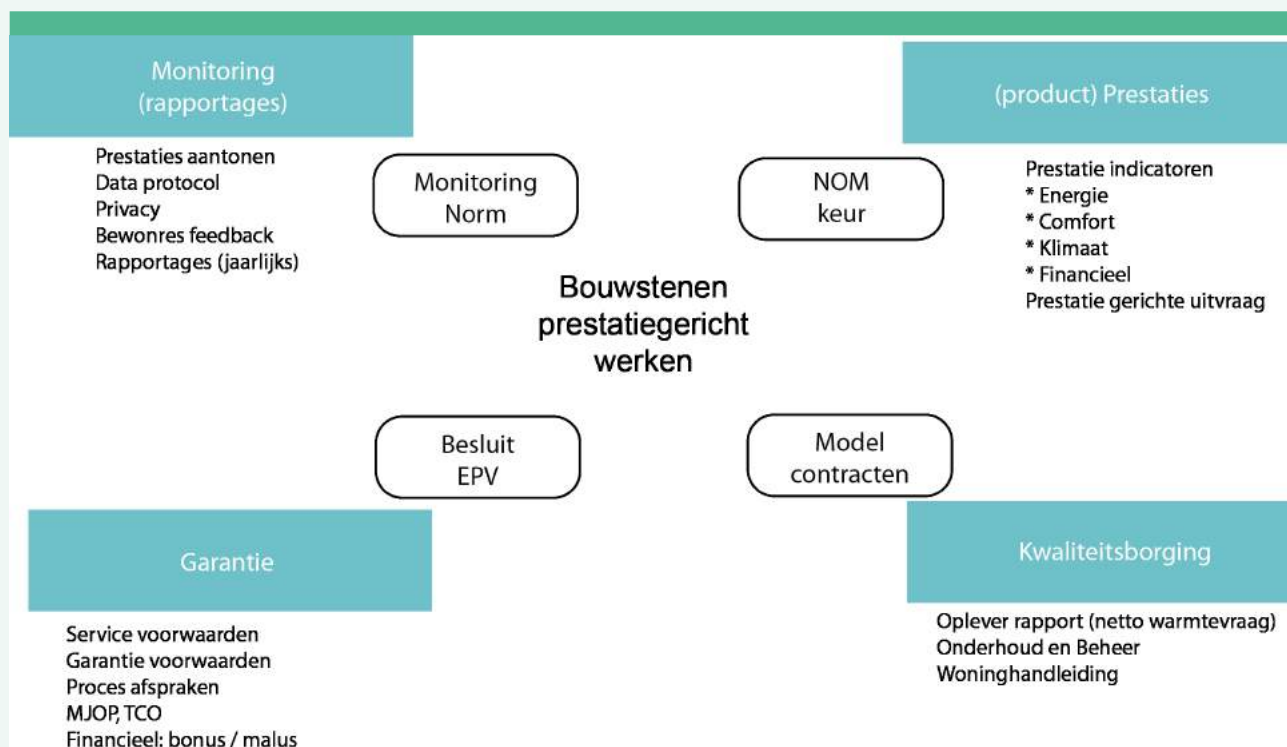 Monitoring
(rapportages)
Prestaties aantonen
Data protocol
Privacy
Bewonres feedback
Rapportages (jaarlijks)
Monitoring
Norm
NOM
keur
(product) Prestaties
Prestatie indicatoren
* Energie
* Comfort
* Klimaat
* Financieel
Prestatie gerichte uitvraag
Bouwstenen
prestatiegericht
werken
Besluit
EPV
Model
contracten
Garantie
Service voorwaarden
Garantie voorwaarden
Proces afspraken
MJOP, TCO
Financieel: bonus / malus
Kwaliteitsborging
Oplever rapport (netto warmtevraag)
Onderhoud en Beheer
Woninghandleiding